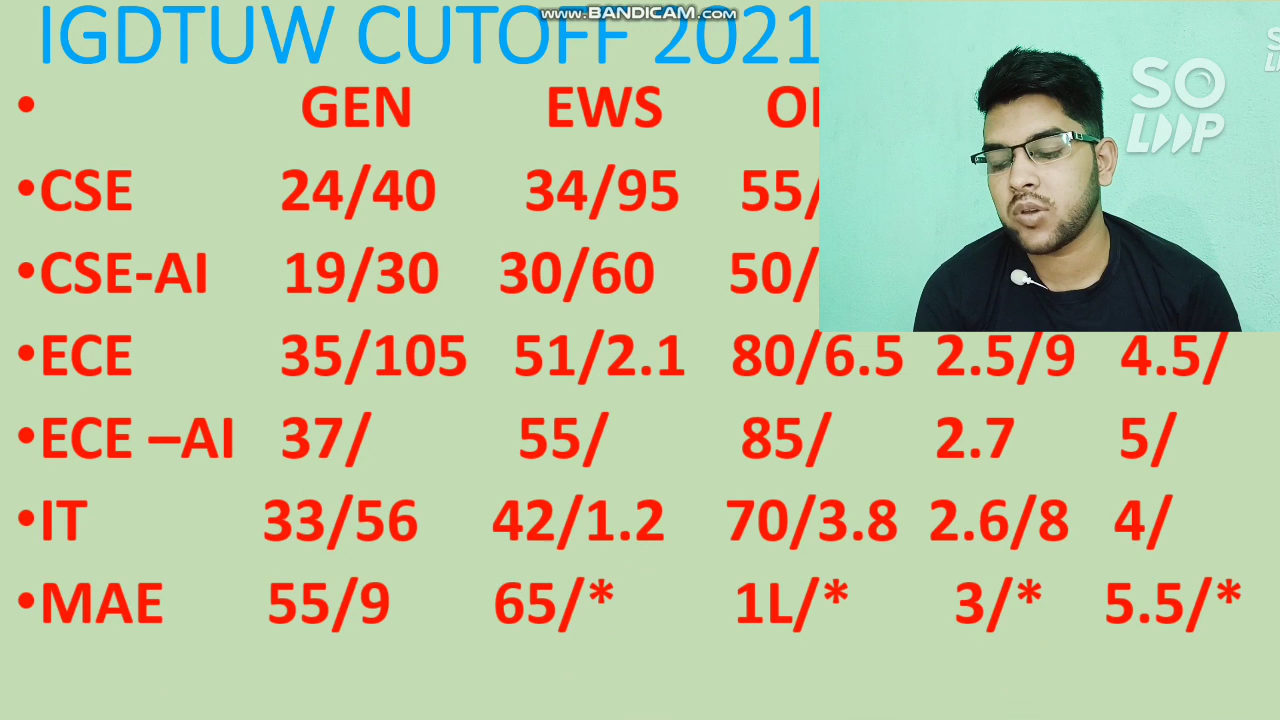 www.BANDICAM.com
IGDTUW CUTOFF 2021
GEN EWS
CSE 24/40 34/95 55/
CSE-AI 19/30 30/60 50/
ECE 35/105 51/2.1 80/6.5 2.5/9 4.5/
ECE –AI 37/ 55/ 85/ 2.7 5/
IT 33/56 42/1.2 70/3.8 2.6/8 4/
MAE 55/9 65/* 1L/* 3/* 5.5/*
SO
LOOP